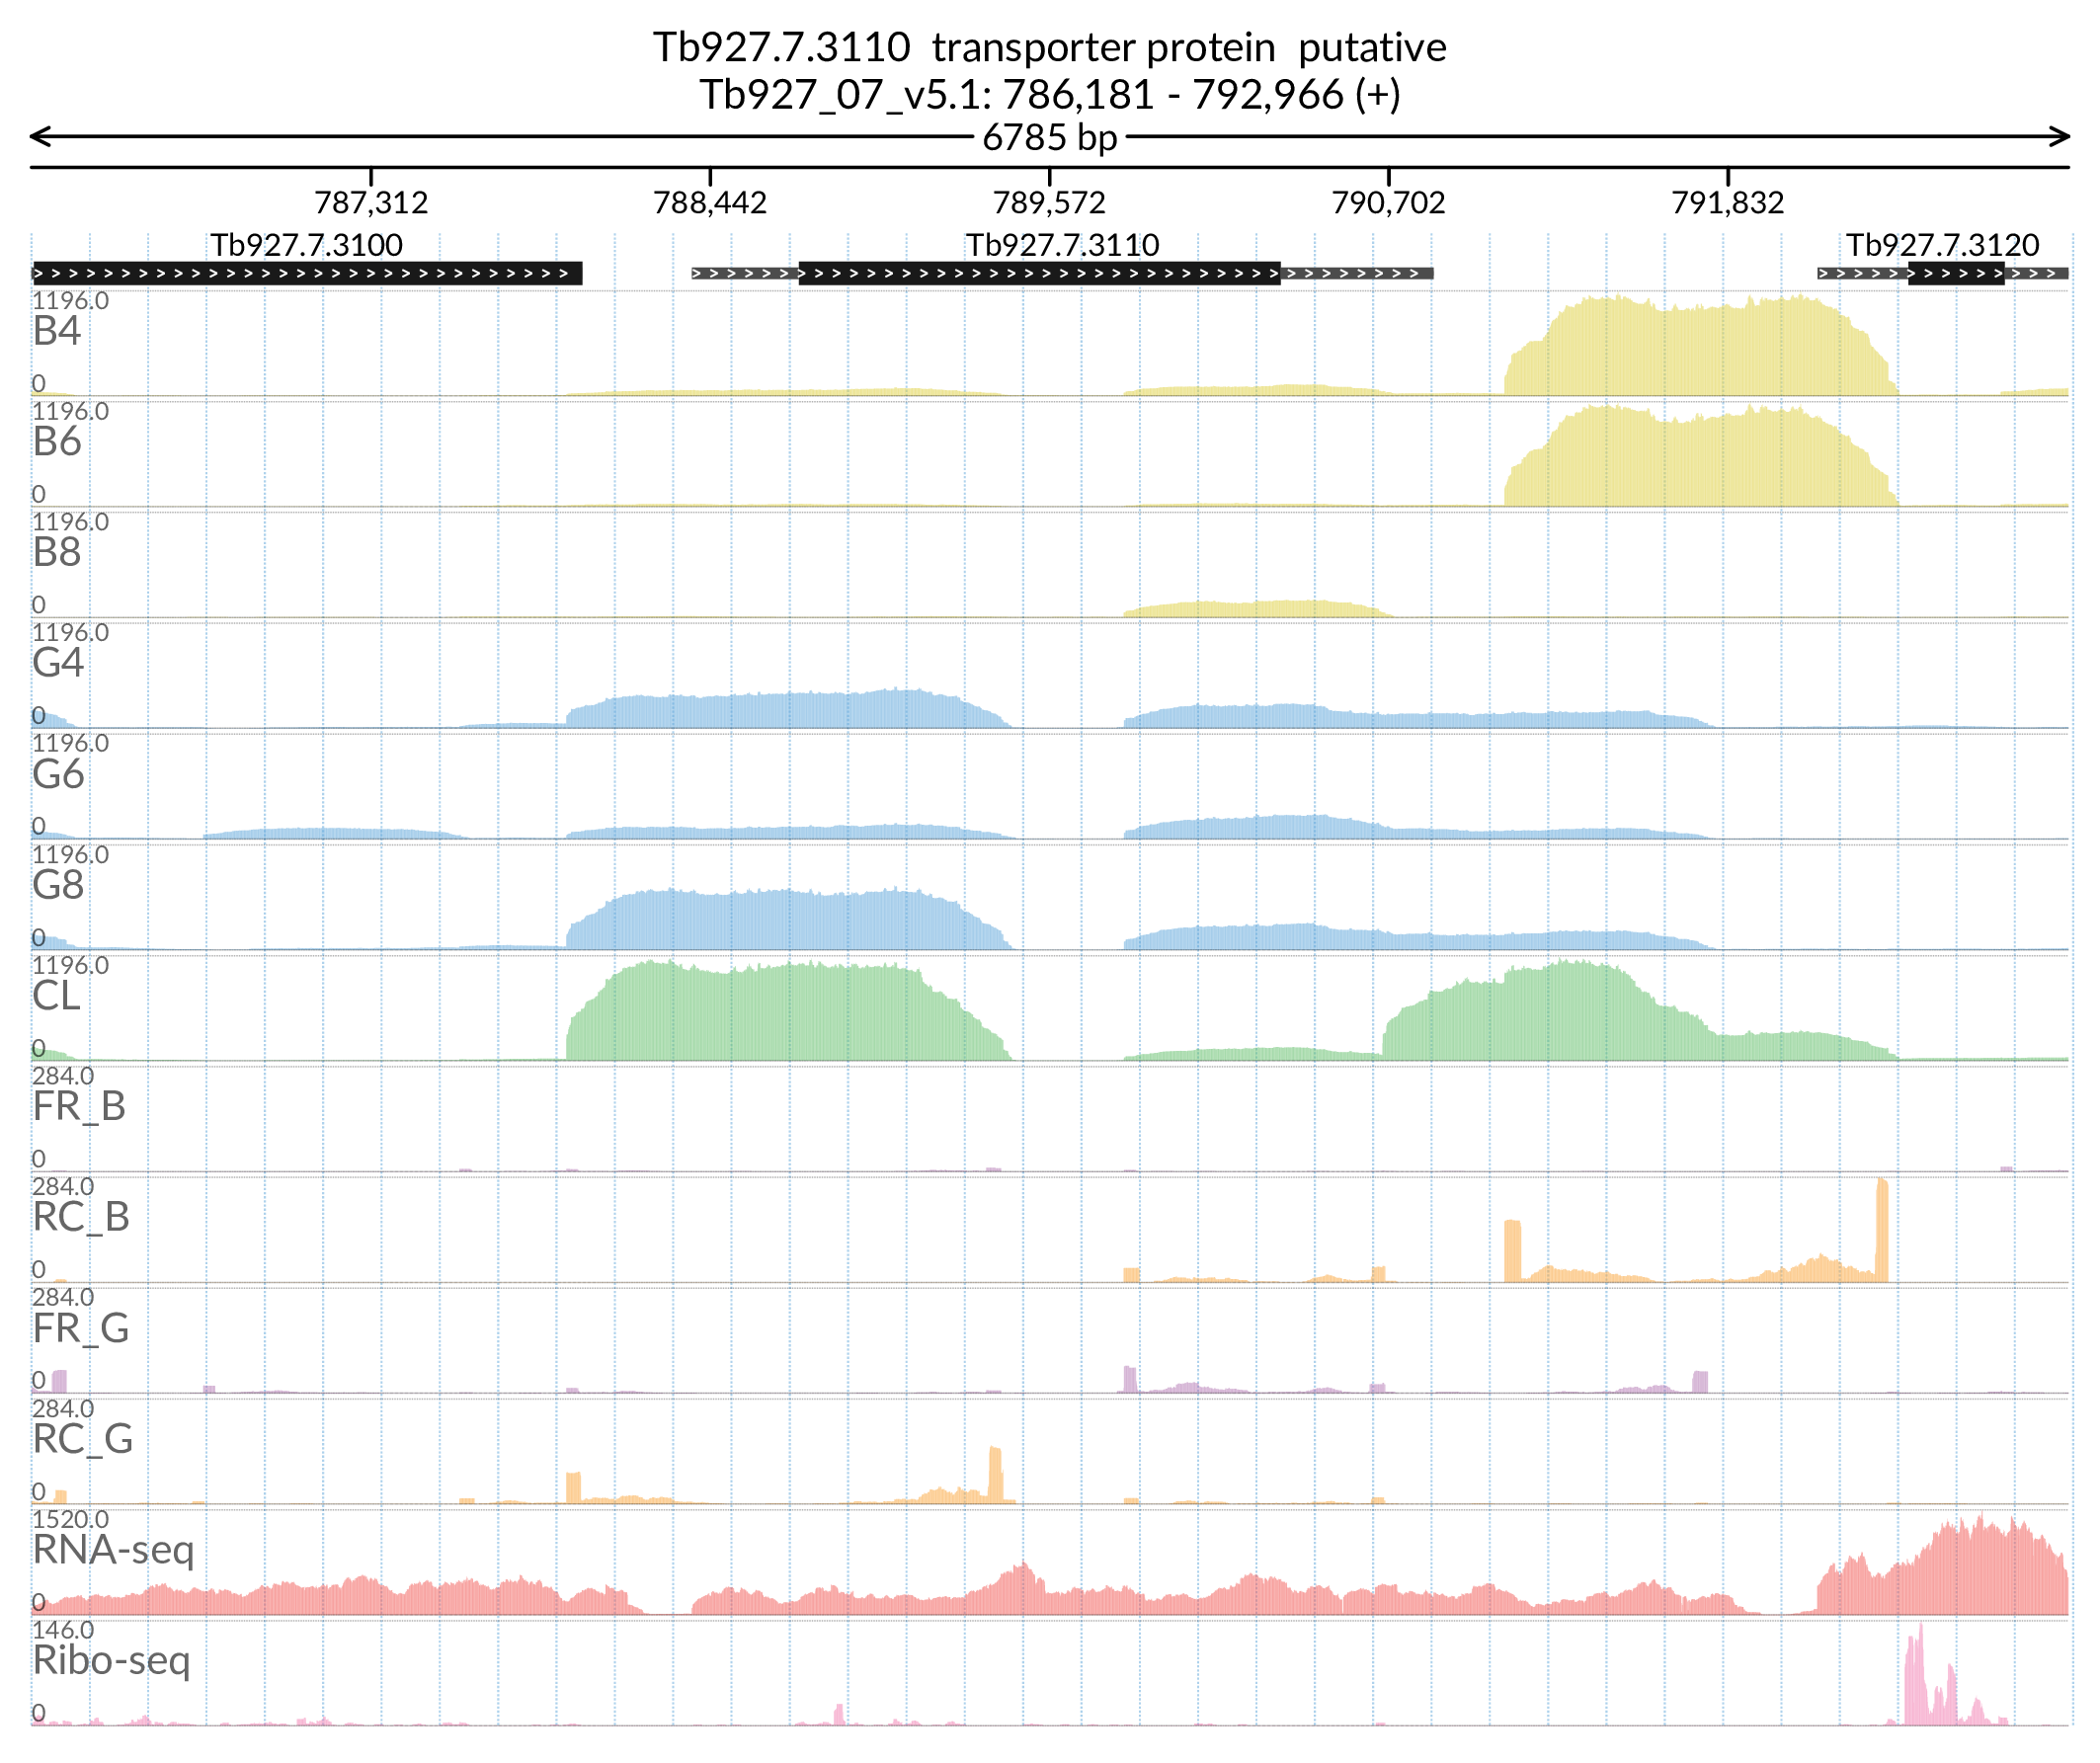 Tb927.7.3110 transporter protein putative
Tb927_07_v5.1: 786,181 - 792,966 (+)
6785 bp
787,312 788,442 789,572 790,702 791,832
Tb927.7.3100 Tb927.7.3110 Tb927.7.3120
1196.0
B4
0
1196.0
B6
0
1196.0
B8
0
1196.0
G4
0
1196.0
G6
0
1196.0
G8
0
1196.0
CL
0
284.0
FR_B
0
284.0
RC_B
0
284.0
FR_G
0
284.0
RC_G
0
1520.0
RNA-seq
0
146.0
Ribo-seq
0